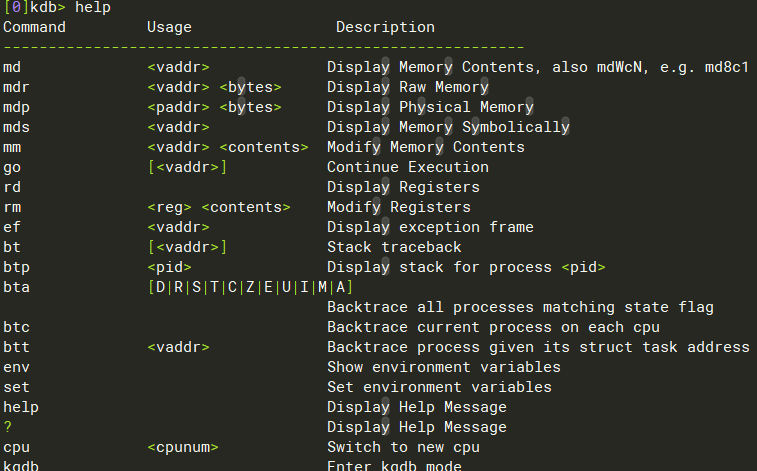 [0]kdb> help
Command         Usage                Description
----------------------------------------------------------
md              <vaddr>             Display Memory Contents, also mdWcN, e.g. md8c1
mdr             <vaddr> <bytes>     Display Raw Memory
mdp             <paddr> <bytes>     Display Physical Memory
mds             <vaddr>             Display Memory Symbolically
mm              <vaddr> <contents>  Modify Memory Contents
go              [<vaddr>]           Continue Execution
rd                                  Display Registers
rm              <reg> <contents>    Modify Registers
ef              <vaddr>             Display exception frame
bt              [<vaddr>]           Stack traceback
btp             <pid>               Display stack for process <pid>
bta             [D|R|S|T|C|Z|E|U|I|M|A]
                                    Backtrace all processes matching state flag
btc                                 Backtrace current process on each cpu
btt             <vaddr>             Backtrace process given its struct task address
env                                 Show environment variables
set                                 Set environment variables
help                                Display Help Message
?                                   Display Help Message
cpu             <cpunum>            Switch to new cpu
kgdb                                Enter kgdb mode